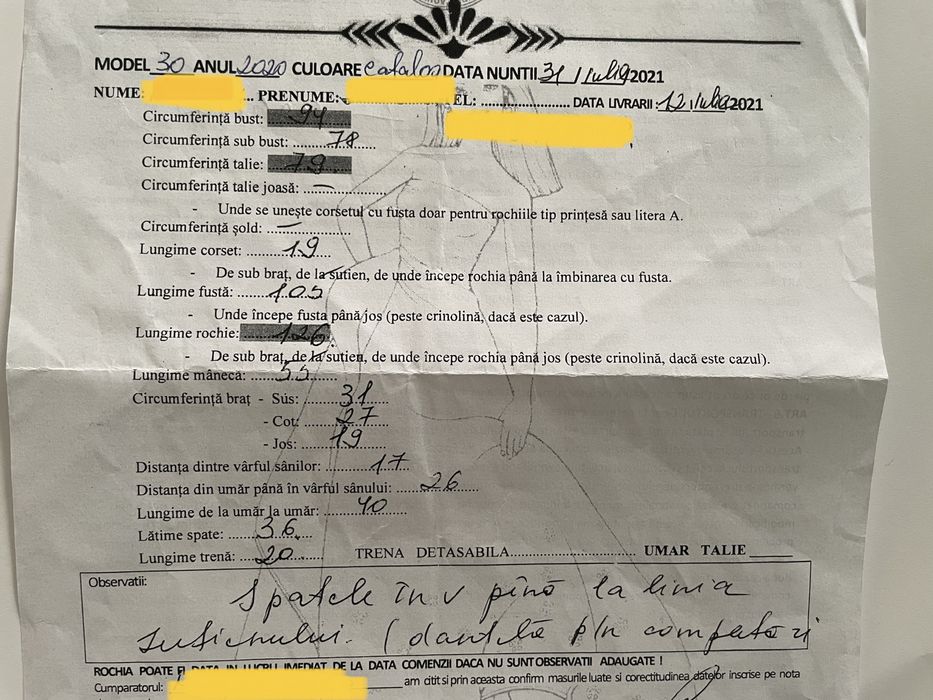 MODEL 30 ANUL 2020 CULOARE catalog DATA NUNTII 31 Iulie 2021
NUME: PRENUME: EL: .................... DATA LIVRARII : 12. Iulie 2021
Circumferință bust: 94
Circumferință sub bust: 78
Circumferință talie: 79
Circumferință talie joasă: –
- Unde se unește corsetul cu fusta doar pentru rochiile tip prințesă sau litera A.
Circumferință șold: –
Lungime corset: 19
- De sub braț, de la sutien, de unde începe rochia până la îmbinarea cu fusta.
Lungime fustă: 105
- Unde începe fusta până jos (peste crinolină, dacă este cazul).
Lungime rochie: 126
- De sub braț, de la sutien, de unde începe rochia până jos (peste crinolină, dacă este cazul).
Lungime mânecă: 55
Circumferință braț - Sus: 31
- Cot: 27
- Jos: 19
Distanța dintre vârful sânilor: 17
Distanța din umăr până în vârful sânului: 26
Lungime de la umăr la umăr: 40
Lătime spate: 36
Lungime trenă: 20 TRENA DETASABILA.............................. UMAR TALIE ______
Observatii:
Spatele în V pînă la linia
sutienului. (dantelă p/n
ROCHIA POATE FI DATA IN LUCRU IMEDIAT DE LA DATA COMENZII DACA NU SUNT OBSERVATII ADAUGATE !
Cumparatorul: am citit si prin aceasta confirm masurile luate si corectitudinea datelor inscrise pe nota